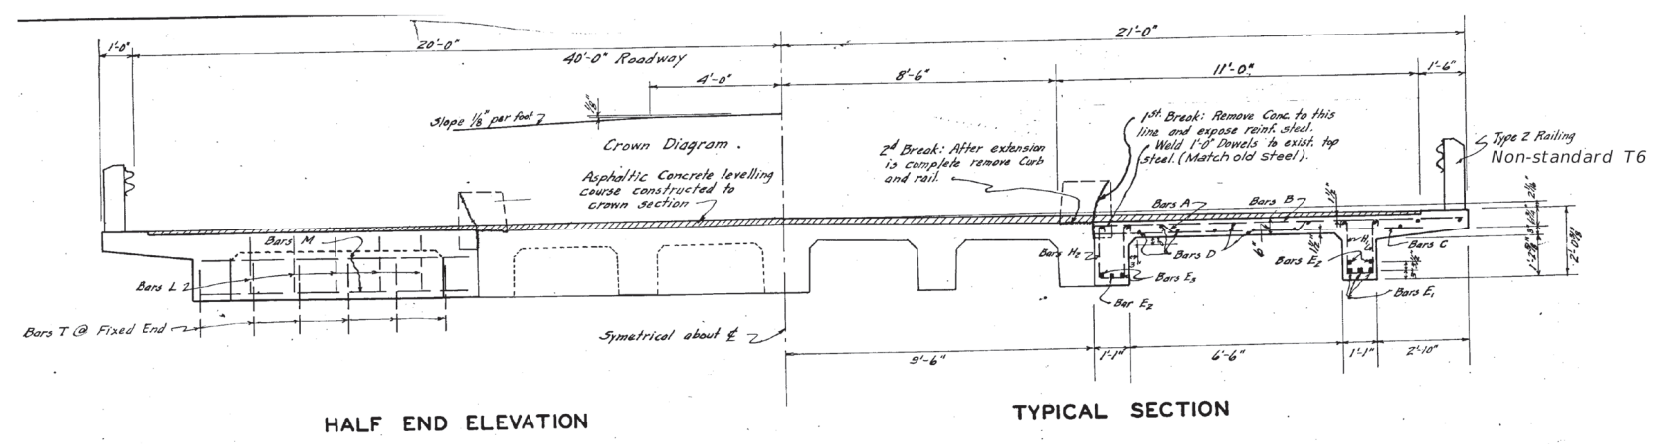 1'-0"
20'-0"
21'-0"
40'-0" Roadway
4'-0"
8'-6"
11'-0"
1'-6"
Slope 1/8" per foot
Crown Diagram .
1st. Break: Remove Conc. to this
line and expose reinf. steel.
Weld 1'-0" Dowels to exist. top
steel. (Match old steel).
2d Break: After extension
is complete remove Curb
and rail.
Type 2 Railing
Non-standard T6
Asphaltic Concrete levelling
course constructed to
crown section
Bars A
Bars B
Bars M
Bars H2
Bars D
6"
Bars E2
H1
Bars C
Bars L 2
Bars E3
Bar E2
Bars E1
Bars T @ Fixed End
Symetrical about ℄
9'-6"
1'-1"
6'-6"
1'-1"
2'-10"
HALF END ELEVATION
TYPICAL SECTION